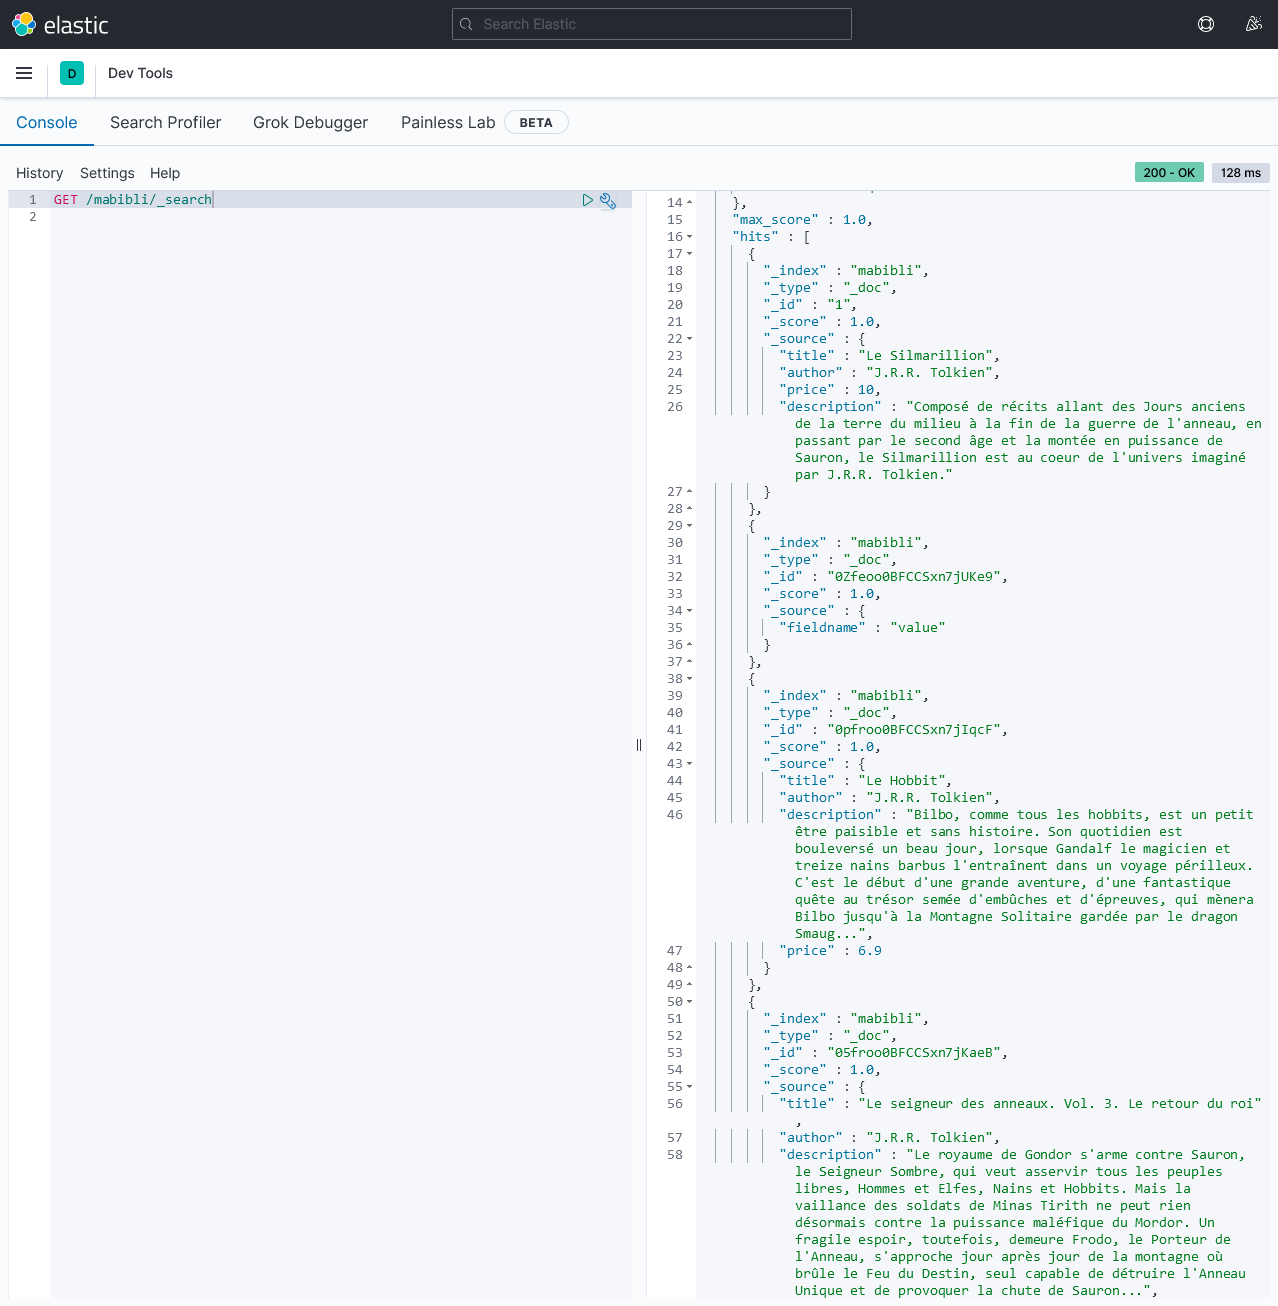 elastic
Search Elastic
D
Dev Tools
Console
Search Profiler
Grok Debugger
Painless Lab
BETA
History
Settings
Help
200 - OK
128 ms
1 GET /mabibli/_search
2
14 },
15 "max_score" : 1.0,
16 "hits" : [
17 {
18 "_index" : "mabibli",
19 "_type" : "_doc",
20 "_id" : "1",
21 "_score" : 1.0,
22 "_source" : {
23 "title" : "Le Silmarillion",
24 "author" : "J.R.R. Tolkien",
25 "price" : 10,
26 "description" : "Composé de récits allant des Jours anciens
de la terre du milieu à la fin de la guerre de l'anneau, en
passant par le second âge et la montée en puissance de
Sauron, le Silmarillion est au coeur de l'univers imaginé
par J.R.R. Tolkien."
27 }
28 },
29 {
30 "_index" : "mabibli",
31 "_type" : "_doc",
32 "_id" : "0Zfeoo0BFCCSxn7jUKe9",
33 "_score" : 1.0,
34 "_source" : {
35 "fieldname" : "value"
36 }
37 },
38 {
39 "_index" : "mabibli",
40 "_type" : "_doc",
41 "_id" : "0pfroo0BFCCSxn7jIqcF",
42 "_score" : 1.0,
43 "_source" : {
44 "title" : "Le Hobbit",
45 "author" : "J.R.R. Tolkien",
46 "description" : "Bilbo, comme tous les hobbits, est un petit
être paisible et sans histoire. Son quotidien est
bouleversé un beau jour, lorsque Gandalf le magicien et
treize nains barbus l'entraînent dans un voyage périlleux.
C'est le début d'une grande aventure, d'une fantastique
quête au trésor semée d'embûches et d'épreuves, qui mènera
Bilbo jusqu'à la Montagne Solitaire gardée par le dragon
Smaug...",
47 "price" : 6.9
48 }
49 },
50 {
51 "_index" : "mabibli",
52 "_type" : "_doc",
53 "_id" : "05froo0BFCCSxn7jKaeB",
54 "_score" : 1.0,
55 "_source" : {
56 "title" : "Le seigneur des anneaux. Vol. 3. Le retour du roi"
,
57 "author" : "J.R.R. Tolkien",
58 "description" : "Le royaume de Gondor s'arme contre Sauron,
le Seigneur Sombre, qui veut asservir tous les peuples
libres, Hommes et Elfes, Nains et Hobbits. Mais la
vaillance des soldats de Minas Tirith ne peut rien
désormais contre la puissance maléfique du Mordor. Un
fragile espoir, toutefois, demeure Frodo, le Porteur de
l'Anneau, s'approche jour après jour de la montagne où
brûle le Feu du Destin, seul capable de détruire l'Anneau
Unique et de provoquer la chute de Sauron...",